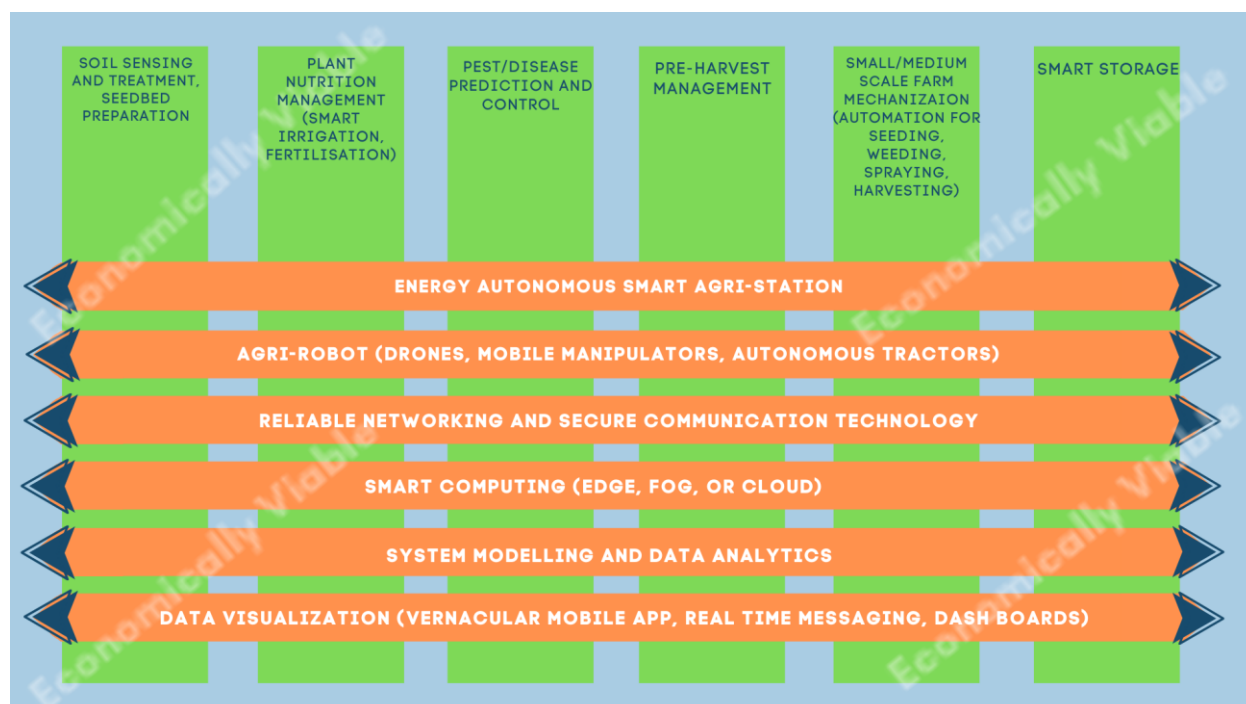 SOIL SENSING
AND TREATMENT,
SEEDBED
PREPARATION
PLANT
NUTRITION
MANAGEMENT
(SMART
IRRIGATION,
FERTILISATION)
PEST/DISEASE
PREDICTION AND
CONTROL
PRE-HARVEST
MANAGEMENT
SMALL/MEDIUM
SCALE FARM
MECHANIZAION
(AUTOMATION FOR
SEEDING,
WEEDING,
SPRAYING,
HARVESTING)
SMART STORAGE
ENERGY AUTONOMOUS SMART AGRI-STATION
AGRI-ROBOT (DRONES, MOBILE MANIPULATORS, AUTONOMOUS TRACTORS)
RELIABLE NETWORKING AND SECURE COMMUNICATION TECHNOLOGY
SMART COMPUTING (EDGE, FOG, OR CLOUD)
SYSTEM MODELLING AND DATA ANALYTICS
DATA VISUALIZATION (VERNACULAR MOBILE APP, REAL TIME MESSAGING, DASH BOARDS)
Economically Viable
Economically Viable
Economically Viable
Economically Viable